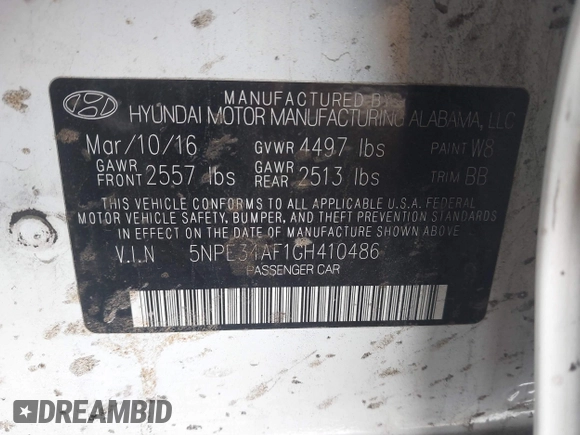 MANUFACTURED BY
HYUNDAI MOTOR MANUFACTURING ALABAMA, LLC
Mar/10/16 GVWR 4497 lbs PAINT W8
GAWR FRONT 2557 lbs GAWR REAR 2513 lbs TRIM BB
THIS VEHICLE CONFORMS TO ALL APPLICABLE U.S.A. FEDERAL
MOTOR VEHICLE SAFETY, BUMPER, AND THEFT PREVENTION
STANDARDS IN EFFECT ON THE DATE OF MANUFACTURE SHOWN ABOVE.
V.I.N 5NPE34AF1GH410486
PASSENGER CAR
DREAMBID